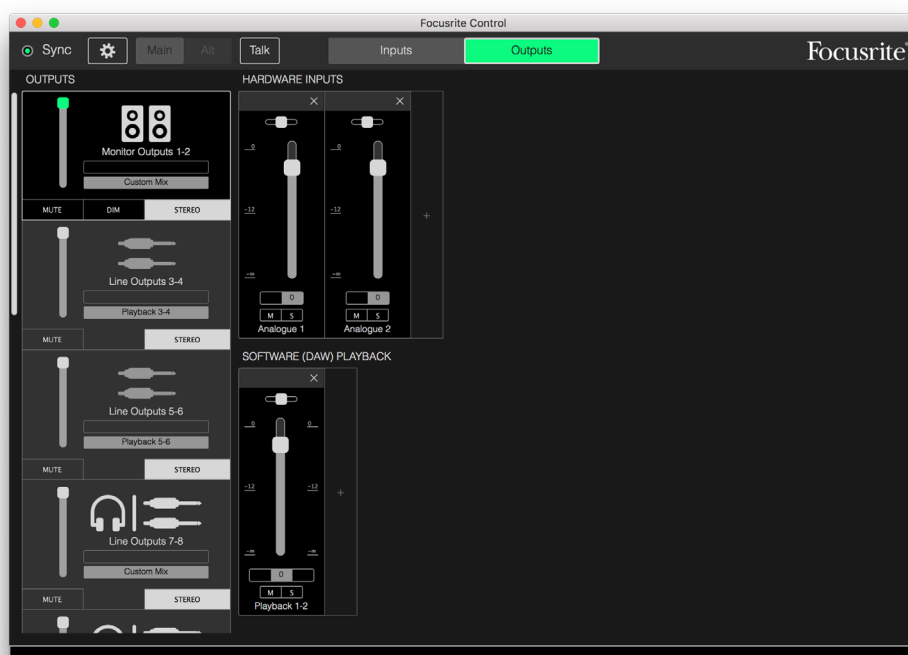 Focusrite Control
Sync
Main
Alt
Talk
Inputs
Outputs
Focusrite®
OUTPUTS
HARDWARE INPUTS
Monitor Outputs 1-2
Custom Mix
MUTE
DIM
STEREO
Line Outputs 3-4
Playback 3-4
MUTE
STEREO
Line Outputs 5-6
Playback 5-6
MUTE
STEREO
Line Outputs 7-8
Custom Mix
MUTE
STEREO
0
-12
-∞
0
M S
Analogue 1
0
-12
-∞
0
M S
Analogue 2
+
SOFTWARE (DAW) PLAYBACK
0 0
-12 -12
-∞ -∞
0
M S
Playback 1-2
+